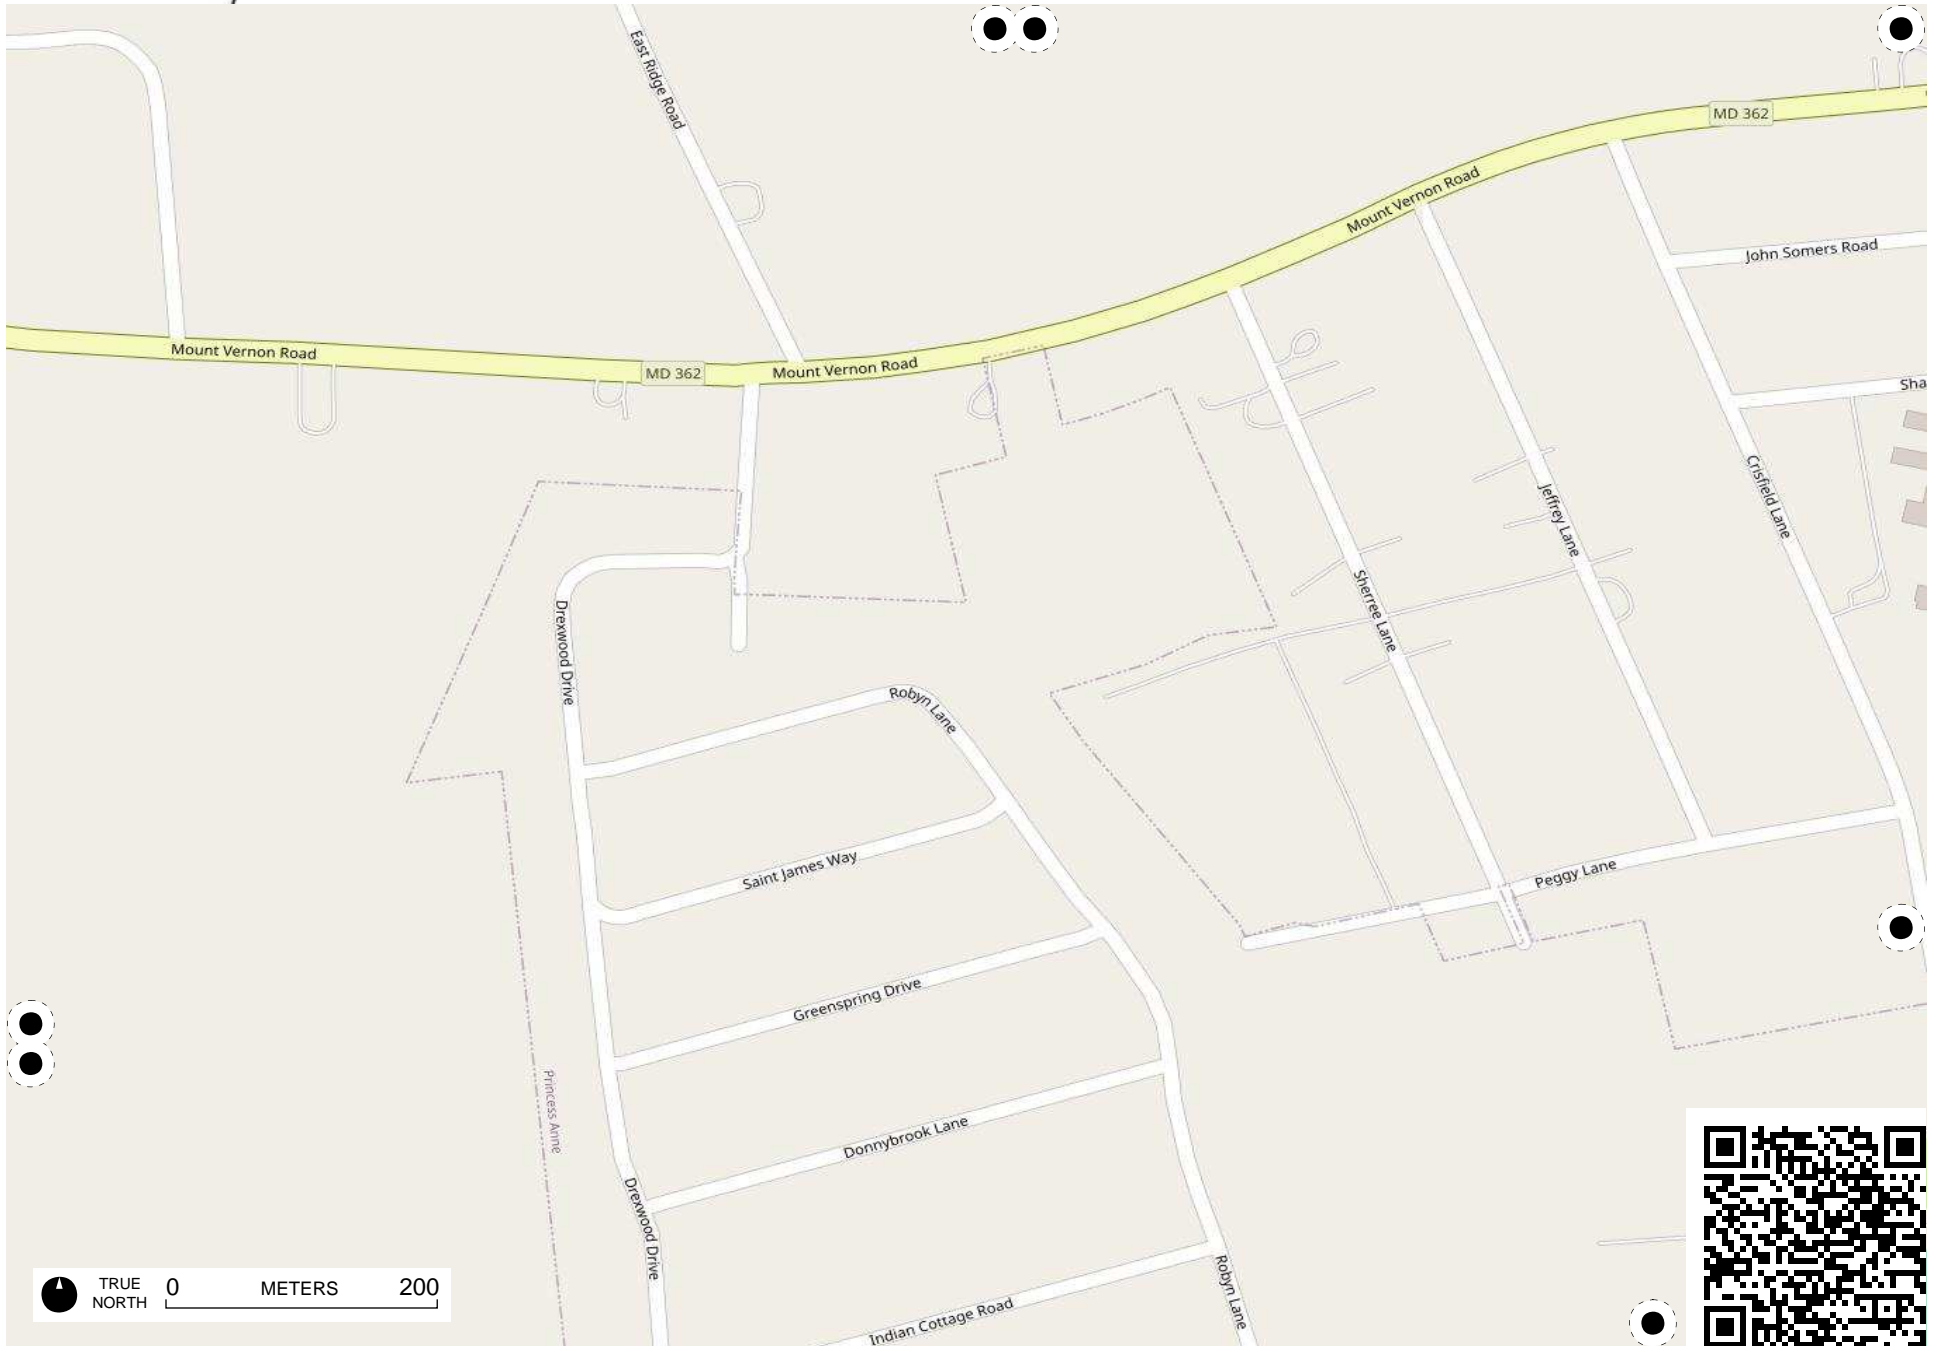 East Ridge Road
MD 362
Mount Vernon Road
John Somers Road
Mount Vernon Road
MD 362
Mount Vernon Road
Sha
Crisfield Lane
Jeffrey Lane
Sherree Lane
Drexwood Drive
Robyn Lane
Saint James Way
Peggy Lane
Greenspring Drive
Princess Anne
Donnybrook Lane
Drexwood Drive
Robyn Lane
Indian Cottage Road
TRUE
NORTH
0 METERS 200